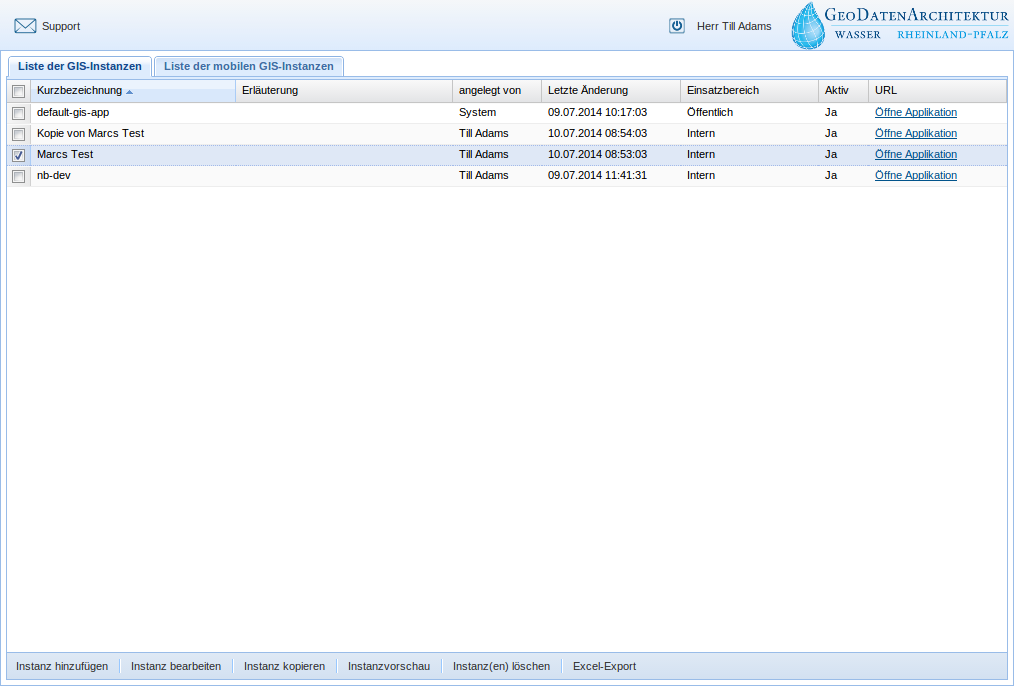 Support
Herr Till Adams
GeoDatenArchitektur
Wasser Rheinland-Pfalz
Liste der GIS-Instanzen Liste der mobilen GIS-Instanzen
Kurzbezeichnung Erläuterung angelegt von Letzte Änderung Einsatzbereich Aktiv URL
default-gis-app System 09.07.2014 10:17:03 Öffentlich Ja Öffne Applikation
Kopie von Marcs Test Till Adams 10.07.2014 08:54:03 Intern Ja Öffne Applikation
Marcs Test Till Adams 10.07.2014 08:53:03 Intern Ja Öffne Applikation
nb-dev Till Adams 09.07.2014 11:41:31 Intern Ja Öffne Applikation
Instanz hinzufügen Instanz bearbeiten Instanz kopieren Instanzvorschau Instanz(en) löschen Excel-Export